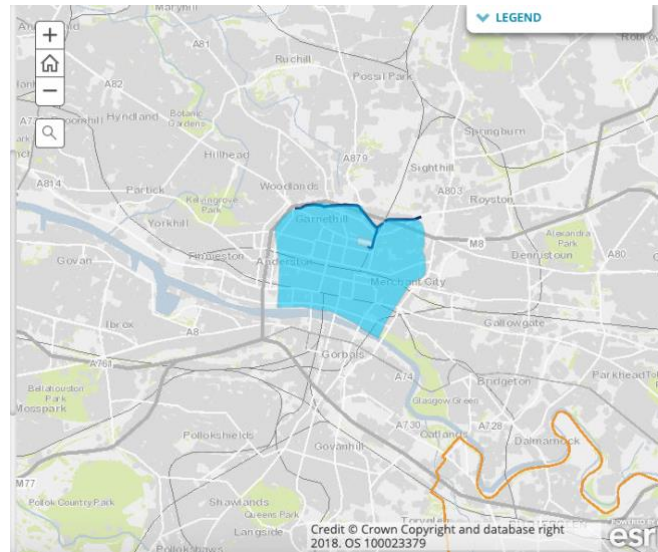 LEGEND
Maryhill
A81
Ruchill
Possil Park
A82
Hyndland
Botanic
Gardens
Springburn
Hillhead
A879
Sighthill
A814
Partick
Kelvingrove
Park
Woodlands
A803
Royston
Yorkhill
Garnethill
M8
Alexandra
Park
Dennistoun
A80
Govan
Finnieston
Anderston
Merchant City
Ibrox
A8
Gallowgate
Gorbals
A761
A74
Parkhead
Bellahouston
Park
Mosspark
Bridgeton
Glasgow Green
Pollokshields
A730
Oatlands
A728
Dalmarnock
Govanhill
M77
Pollok Country Park
Shawlands
Queens Park
Langside
Pollokshaws
Credit © Crown Copyright and database right
2018. OS 100023379
POWERED BY
esri